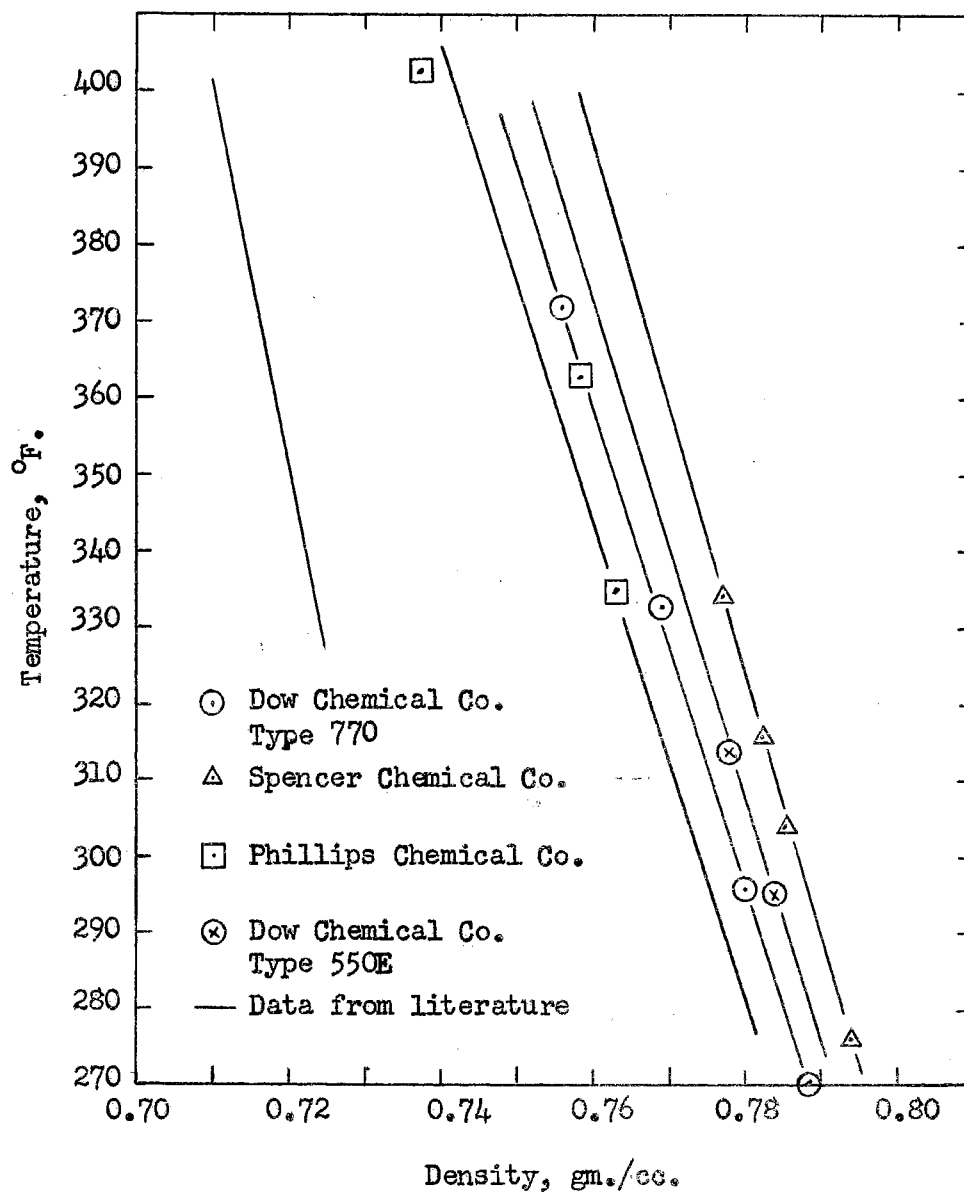 400
390
380
370
360
350
340
330
320
310
300
290
280
270
Temperature, °F.
Dow Chemical Co.
Type 770
Spencer Chemical Co.
Phillips Chemical Co.
Dow Chemical Co.
Type 550E
Data from literature
0.70 0.72 0.74 0.76 0.78 0.80
Density, gm./cc.